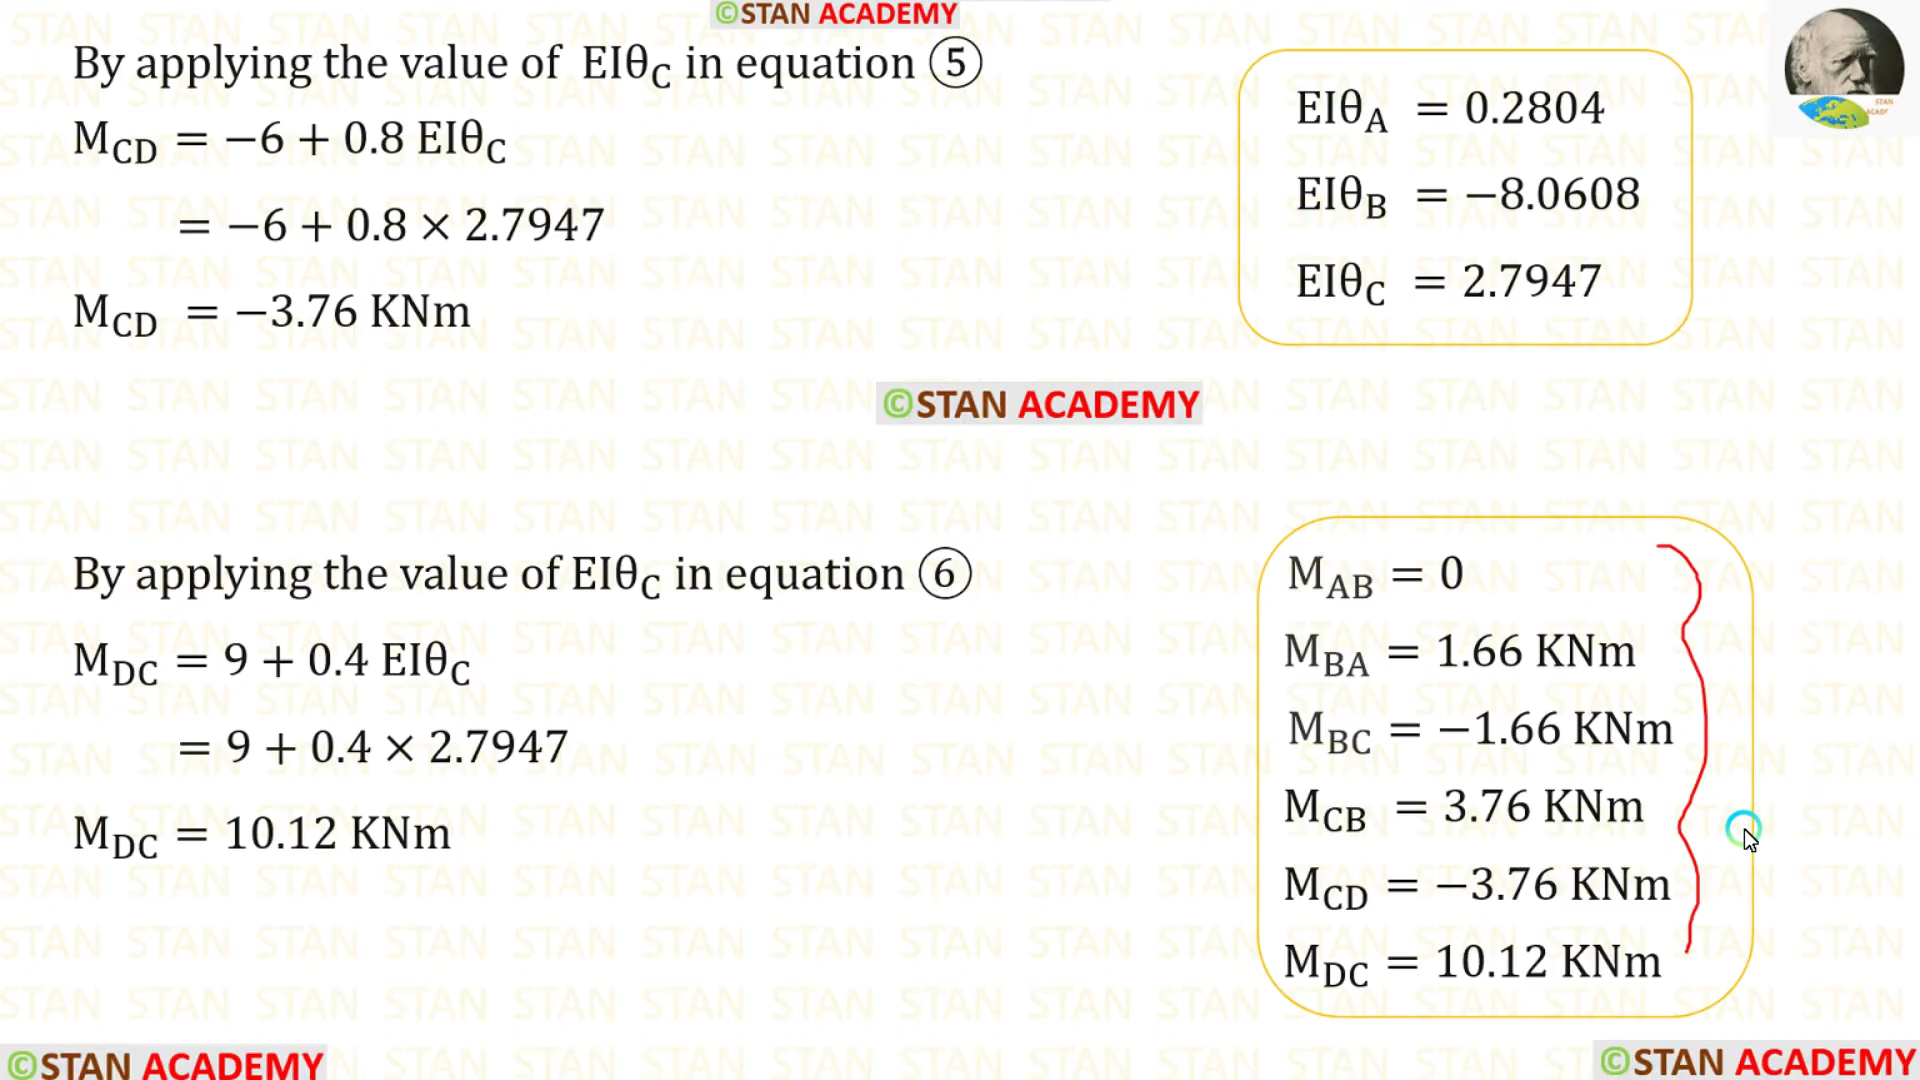 ©STAN ACADEMY
By applying the value of EIθC in equation ⑤
MCD = −6 + 0.8 EIθC
= −6 + 0.8 × 2.7947
MCD = −3.76 KNm
EIθA = 0.2804
EIθB = −8.0608
EIθC = 2.7947
STAN
©STAN ACADEMY
By applying the value of EIθC in equation ⑥
MDC = 9 + 0.4 EIθC
= 9 + 0.4 × 2.7947
MDC = 10.12 KNm
MAB = 0
MBA = 1.66 KNm
MBC = −1.66 KNm
MCB = 3.76 KNm
MCD = −3.76 KNm
MDC = 10.12 KNm
©STAN ACADEMY
©STAN ACADEMY